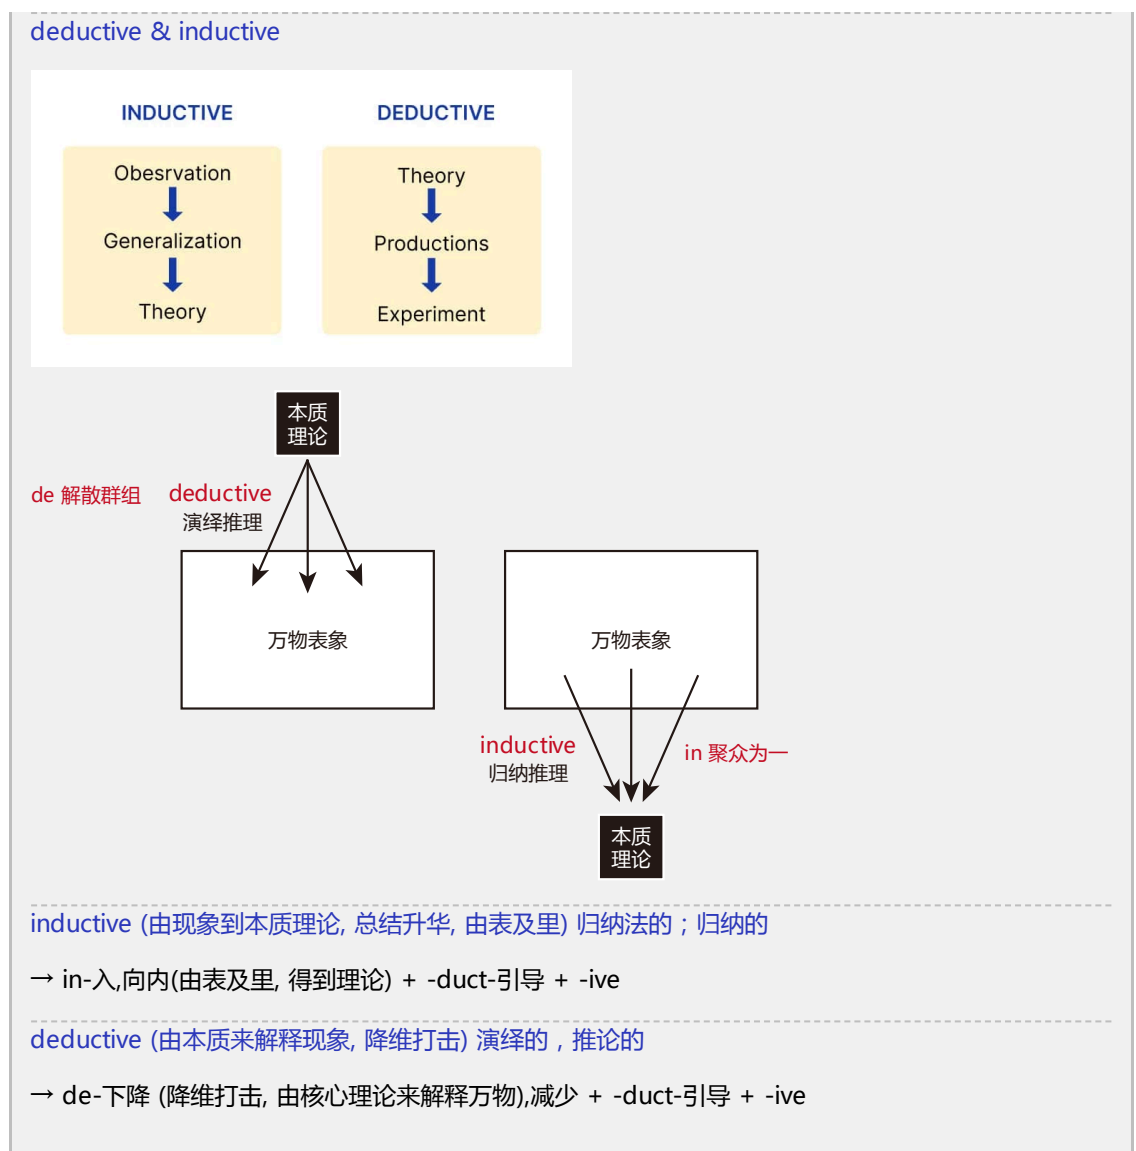 deductive & inductive
INDUCTIVE
Obesrvation
Generalization
Theory
DEDUCTIVE
Theory
Productions
Experiment
本质
理论
de 解散群组
deductive
演绎推理
万物表象
万物表象
inductive
归纳推理
in 聚众为一
本质
理论
inductive (由现象到本质理论, 总结升华, 由表及里) 归纳法的；归纳的
→ in-入,向内(由表及里, 得到理论) + -duct-引导 + -ive
deductive (由本质来解释现象, 降维打击) 演绎的，推论的
→ de-下降 (降维打击, 由核心理论来解释万物),减少 + -duct-引导 + -ive